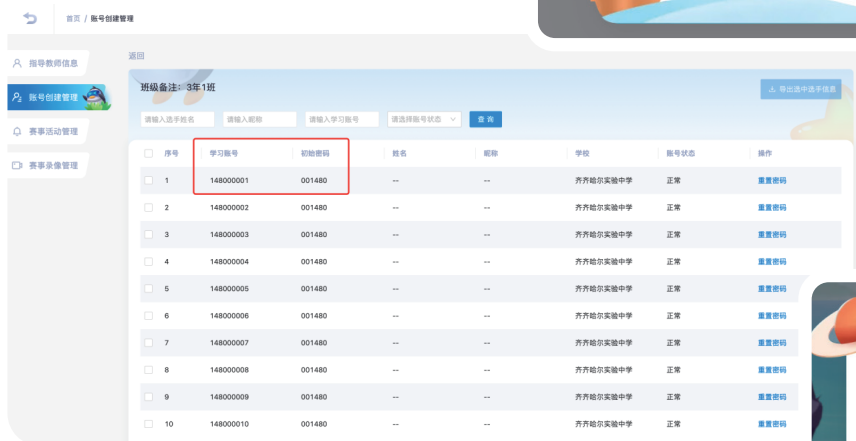 首页 / 账号创建管理
指导教师信息
账号创建管理
赛事活动管理
赛事录像管理
返回
班级备注：3年1班
导出选中选手信息
请输入选手姓名 请输入昵称 请输入学习账号 请选择账号状态 查询
序号 学习账号 初始密码 姓名 昵称 学校 账号状态 操作
1 148000001 001480 -- -- 齐齐哈尔实验中学 正常 重置密码
2 148000002 001480 -- -- 齐齐哈尔实验中学 正常 重置密码
3 148000003 001480 -- -- 齐齐哈尔实验中学 正常 重置密码
4 148000004 001480 -- -- 齐齐哈尔实验中学 正常 重置密码
5 148000005 001480 -- -- 齐齐哈尔实验中学 正常 重置密码
6 148000006 001480 -- -- 齐齐哈尔实验中学 正常 重置密码
7 148000007 001480 -- -- 齐齐哈尔实验中学 正常 重置密码
8 148000008 001480 -- -- 齐齐哈尔实验中学 正常 重置密码
9 148000009 001480 -- -- 齐齐哈尔实验中学 正常 重置密码
10 148000010 001480 -- -- 齐齐哈尔实验中学 正常 重置密码